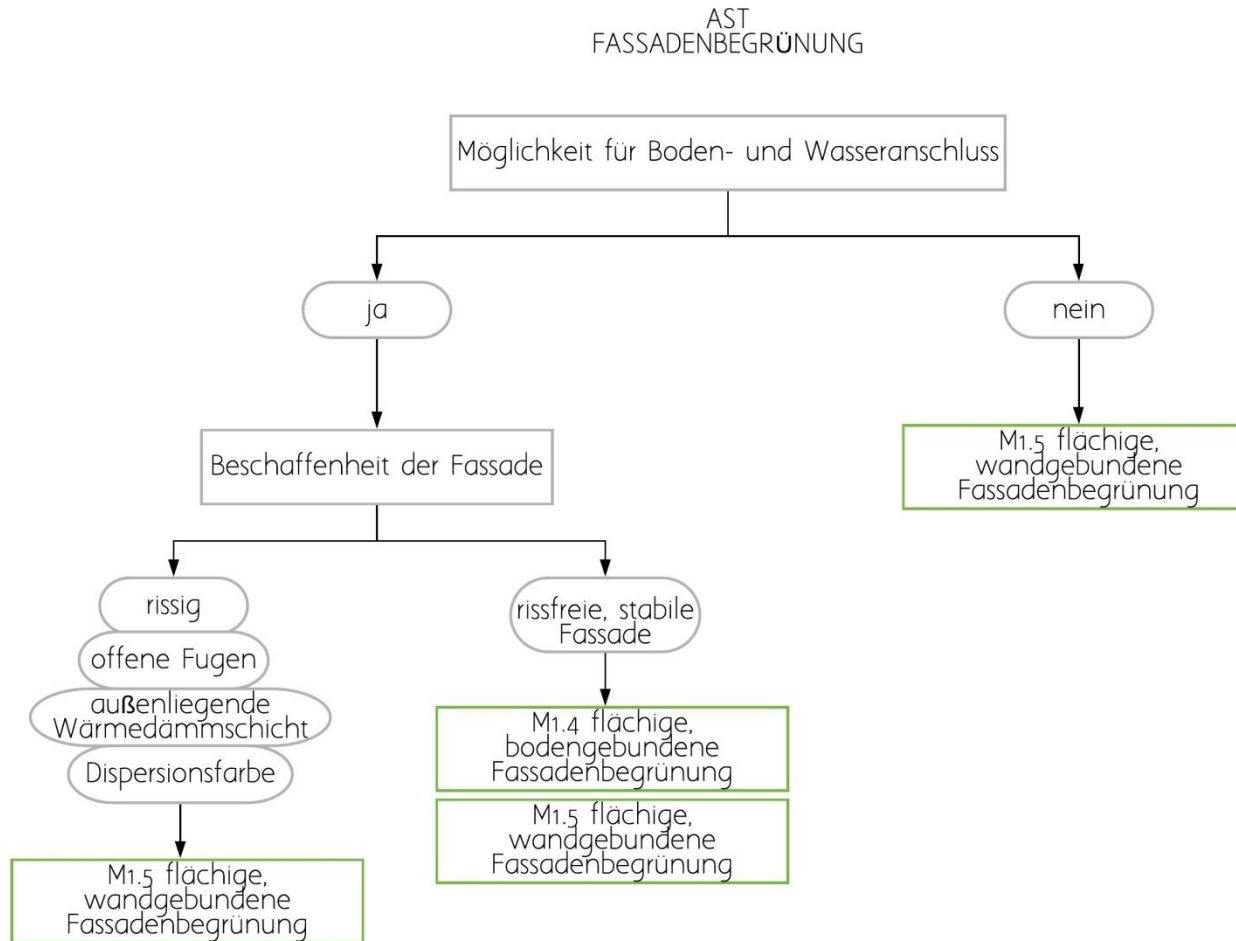 AST
FASSADENBEGRÜNUNG
Möglichkeit für Boden- und Wasseranschluss
ja
nein
Beschaffenheit der Fassade
M1.5 flächige,
wandgebundene
Fassadenbegrünung
rissig
offene Fugen
außenliegende
Wärmedämmschicht
Dispersionsfarbe
rissfreie, stabile
Fassade
M1.4 flächige,
bodengebundene
Fassadenbegrünung
M1.5 flächige,
wandgebundene
Fassadenbegrünung
M1.5 flächige,
wandgebundene
Fassadenbegrünung